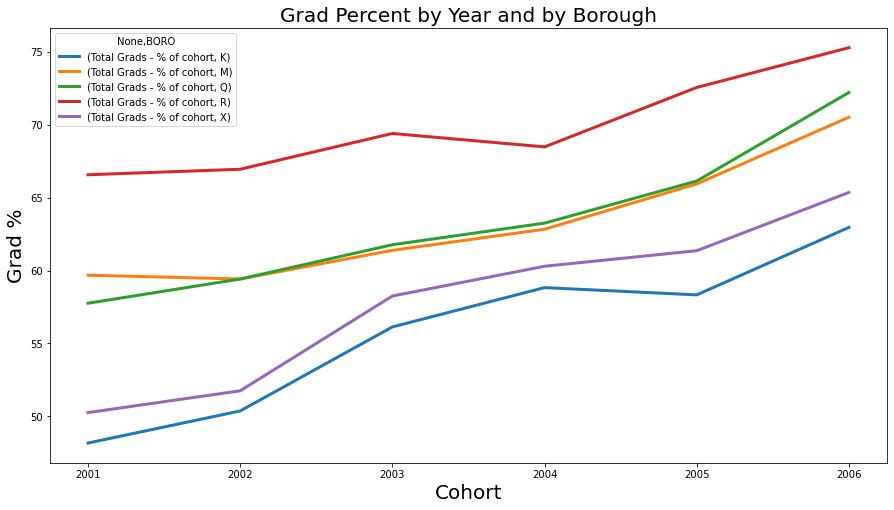 Grad Percent by Year and by Borough
None,BORO
(Total Grads - % of cohort, K)
(Total Grads - % of cohort, M)
(Total Grads - % of cohort, Q)
(Total Grads - % of cohort, R)
(Total Grads - % of cohort, X)
Grad %
75
70
65
60
55
50
2001 2002 2003 2004 2005 2006
Cohort